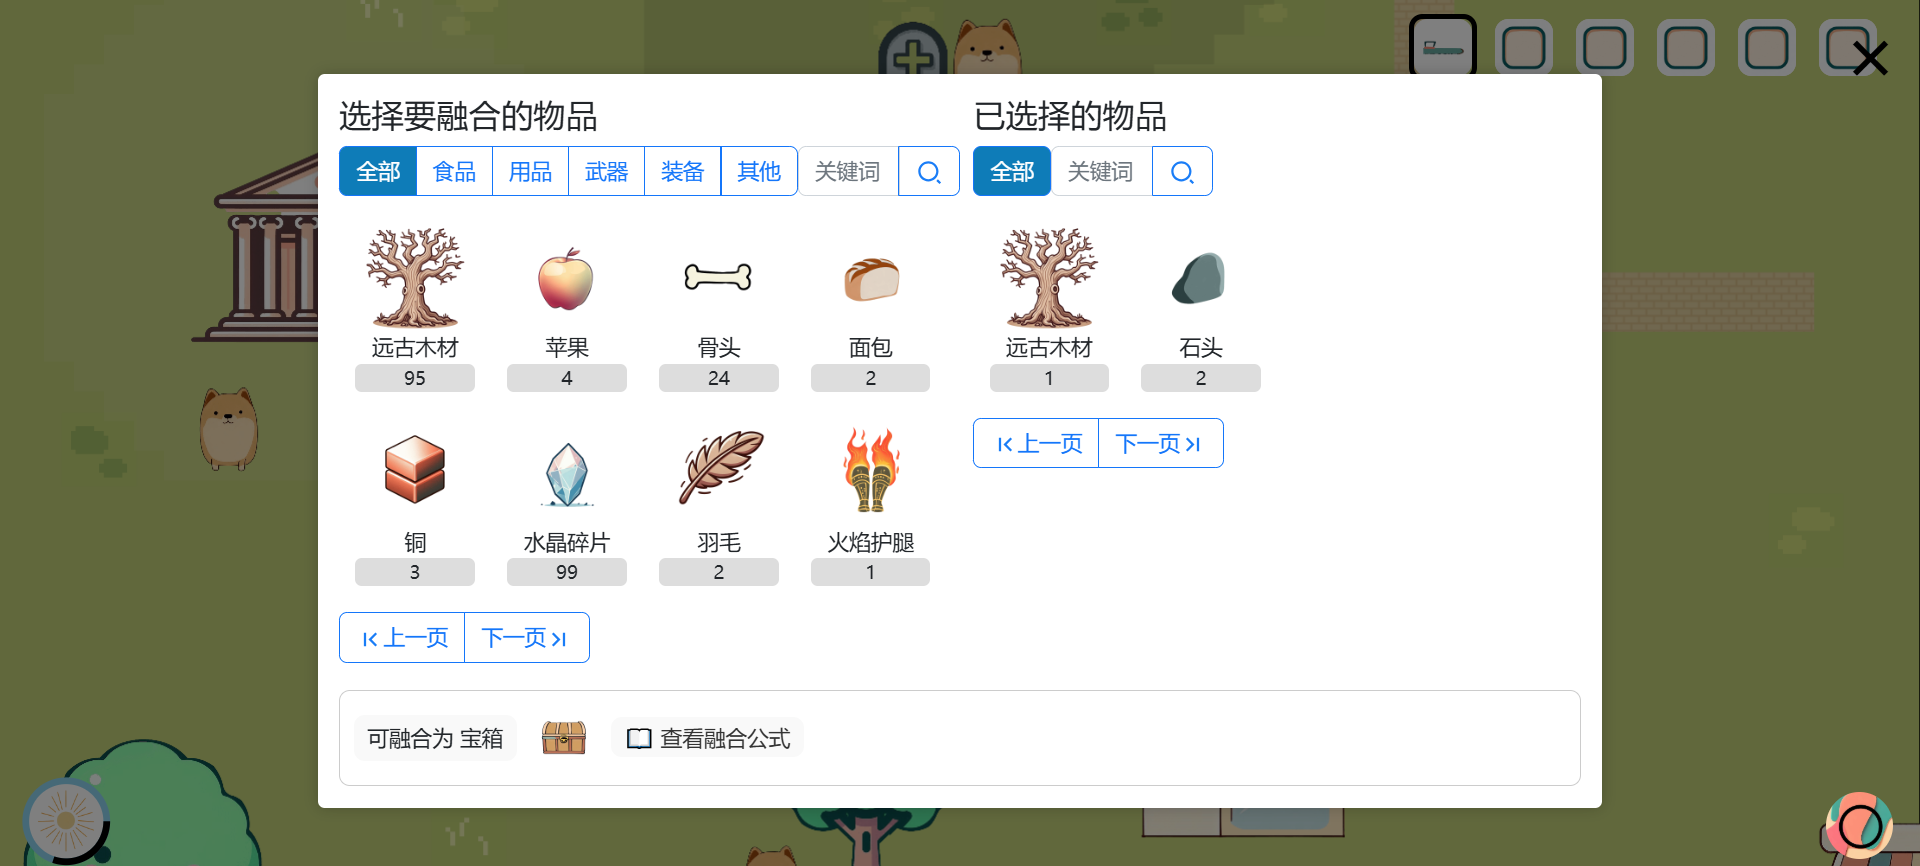 选择要融合的物品
全部 食品 用品 武器 装备 其他 关键词
远古木材 苹果 骨头 面包
95 4 24 2
铜 水晶碎片 羽毛 火焰护腿
3 99 2 1
上一页 下一页
已选择的物品
全部 关键词
远古木材 石头
1 2
上一页 下一页
可融合为 宝箱 查看融合公式